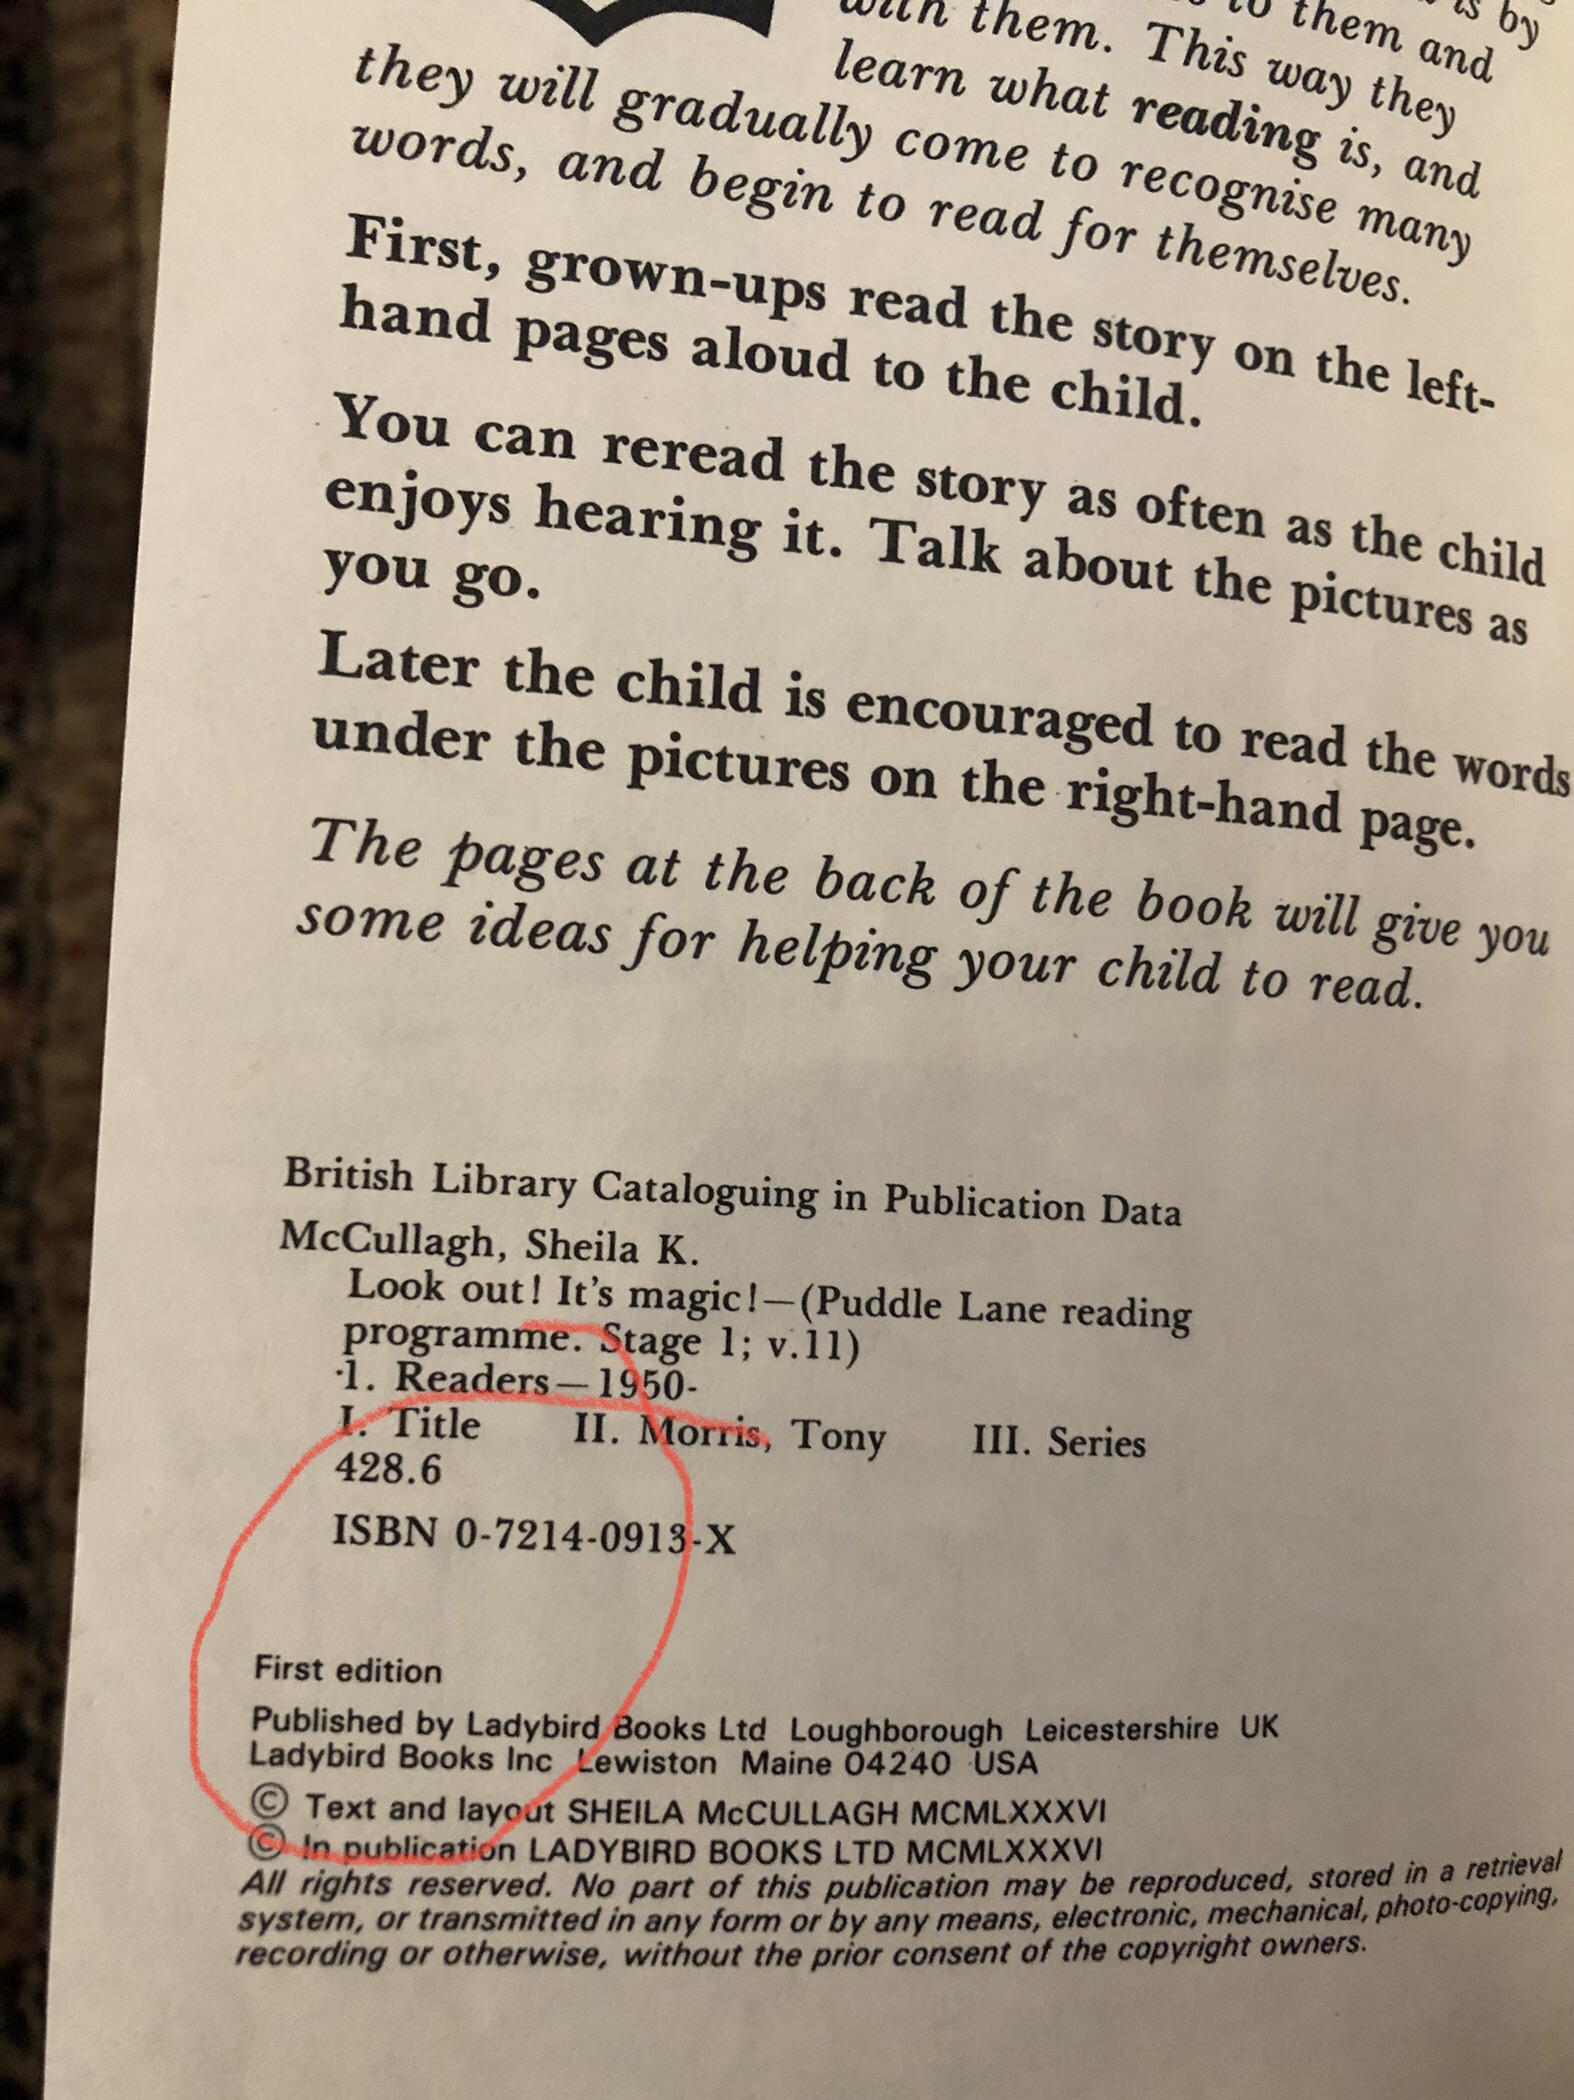 is by
to them and
with them. This way they
learn what reading is, and
they will gradually come to recognise many
words, and begin to read for themselves.
First, grown-ups read the story on the left-
hand pages aloud to the child.
You can reread the story as often as the child
enjoys hearing it. Talk about the pictures as
you go.
Later the child is encouraged to read the words
under the pictures on the right-hand page.
The pages at the back of the book will give you
some ideas for helping your child to read.
British Library Cataloguing in Publication Data
McCullagh, Sheila K.
Look out! It's magic!—(Puddle Lane reading
programme. Stage 1; v.11)
1. Readers—1950-
I. Title II. Morris, Tony III. Series
428.6
ISBN 0-7214-0913-X
First edition
Published by Ladybird Books Ltd Loughborough Leicestershire UK
Ladybird Books Inc Lewiston Maine 04240 USA
© Text and layout SHEILA McCULLAGH MCMLXXXVI
© In publication LADYBIRD BOOKS LTD MCMLXXXVI
All rights reserved. No part of this publication may be reproduced, stored in a retrieval
system, or transmitted in any form or by any means, electronic, mechanical, photo-copying,
recording or otherwise, without the prior consent of the copyright owners.